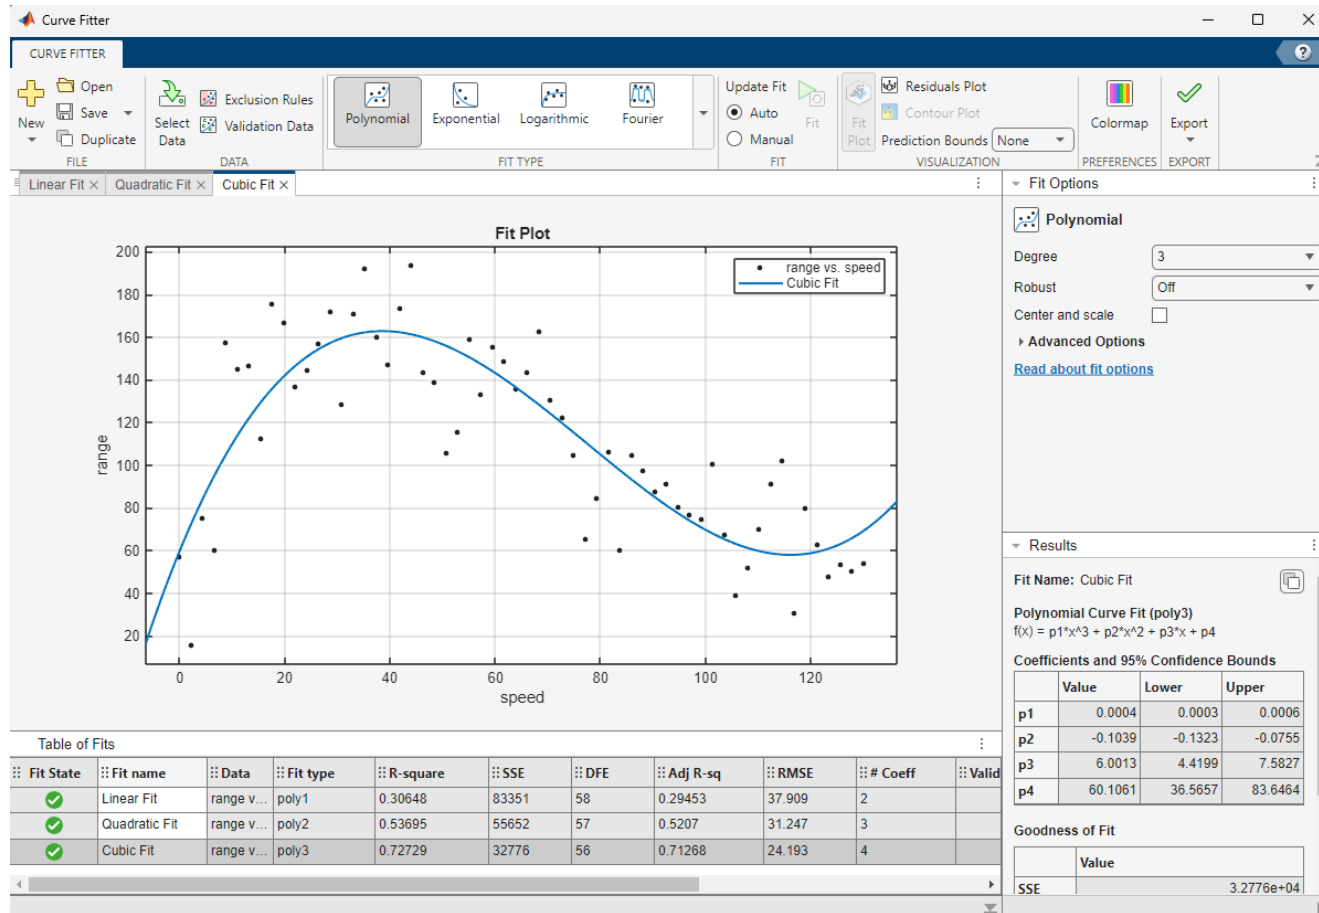 Curve Fitter
CURVE FITTER
?
New
Open
Save
Duplicate
FILE
Select Data
Exclusion Rules
Validation Data
DATA
Polynomial
Exponential
Logarithmic
Fourier
FIT TYPE
Update Fit
Auto
Manual
Fit
FIT
Fit Plot
Residuals Plot
Contour Plot
Prediction Bounds None
VISUALIZATION
Colormap
PREFERENCES
Export
EXPORT
Linear Fit Quadratic Fit Cubic Fit
Fit Plot
range vs. speed
Cubic Fit
200
180
160
140
120
100
80
60
40
20
range
0 20 40 60 80 100 120
speed
Table of Fits
Fit State Fit name Data Fit type R-square SSE DFE Adj R-sq RMSE # Coeff Valid
Linear Fit range v... poly1 0.30648 83351 58 0.29453 37.909 2
Quadratic Fit range v... poly2 0.53695 55652 57 0.5207 31.247 3
Cubic Fit range v... poly3 0.72729 32776 56 0.71268 24.193 4
Fit Options
Polynomial
Degree 3
Robust Off
Center and scale
Advanced Options
Read about fit options
Results
Fit Name: Cubic Fit
Polynomial Curve Fit (poly3)
f(x) = p1*x^3 + p2*x^2 + p3*x + p4
Coefficients and 95% Confidence Bounds
Value Lower Upper
p1 0.0004 0.0003 0.0006
p2 -0.1039 -0.1323 -0.0755
p3 6.0013 4.4199 7.5827
p4 60.1061 36.5657 83.6464
Goodness of Fit
Value
SSE 3.2776e+04